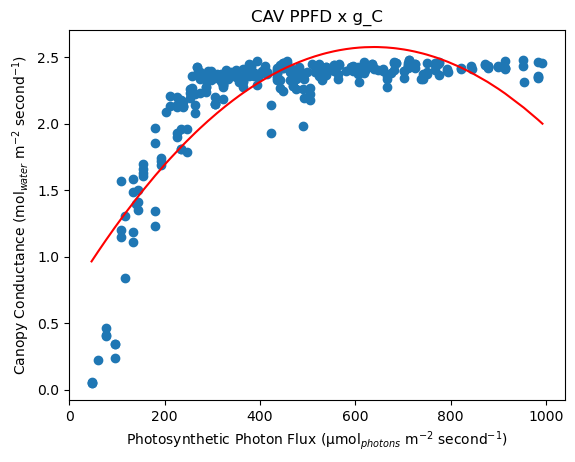 CAV PPFD x g_C
2.5
2.0
1.5
1.0
0.5
0.0
Canopy Conductance (mol_water m⁻² second⁻¹)
0 200 400 600 800 1000
Photosynthetic Photon Flux (μmol_photons m⁻² second⁻¹)